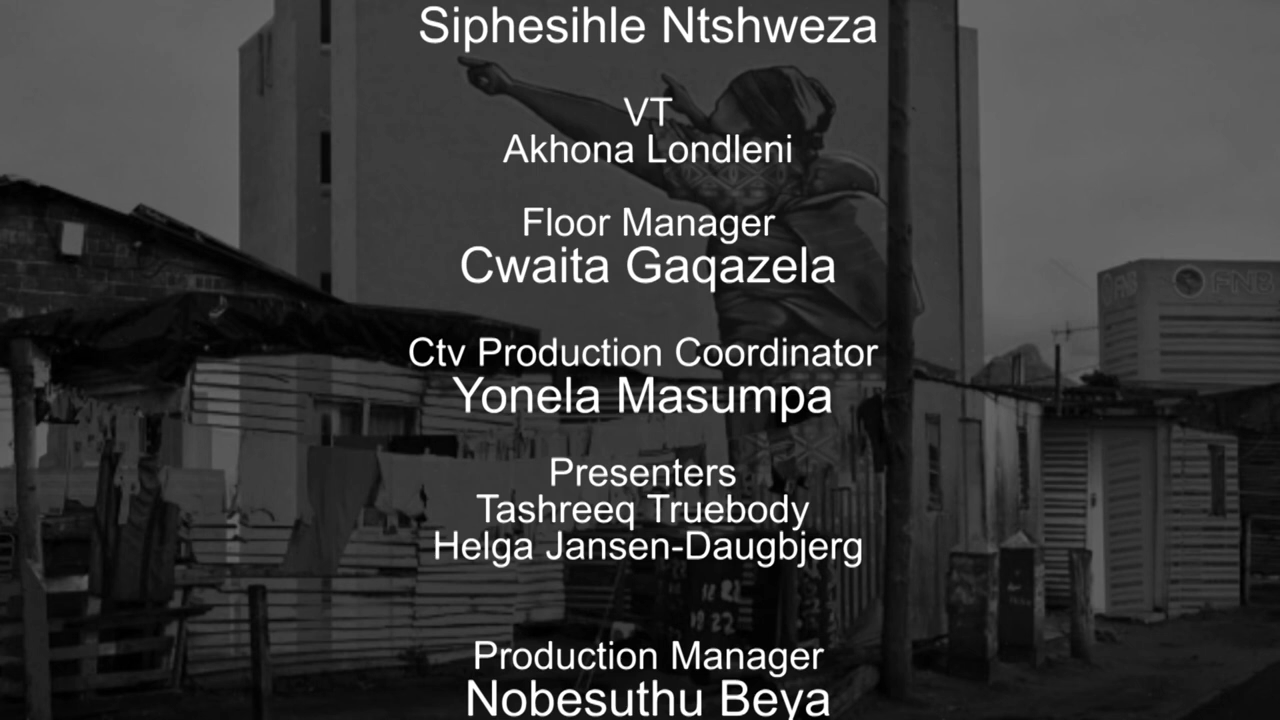 Siphesihle Ntshweza
VT
Akhona Londleni
Floor Manager
Cwaita Gaqazela
Ctv Production Coordinator
Yonela Masumpa
Presenters
Tashreeq Truebody
Helga Jansen-Daugbjerg
Production Manager
Nobesuthu Beya
FNB